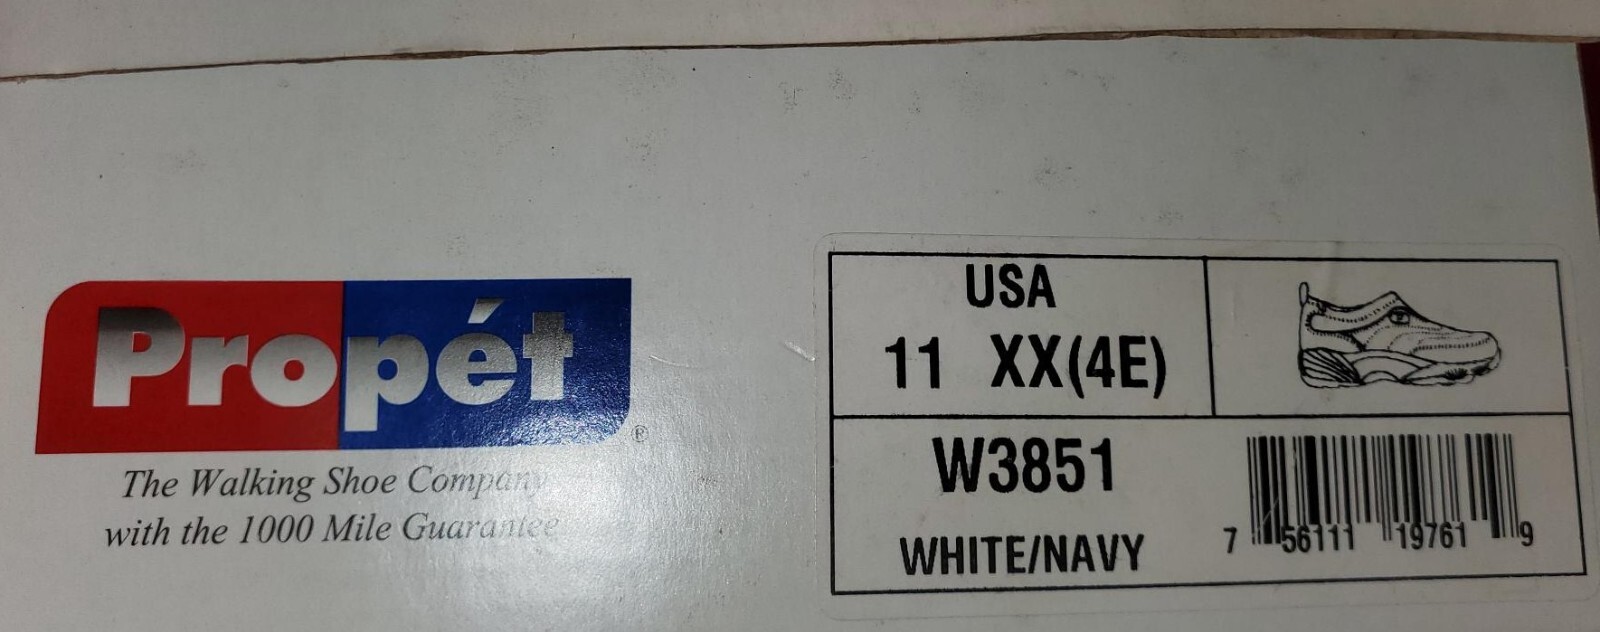 Propét ®
The Walking Shoe Company
with the 1000 Mile Guarantee
USA
11 XX(4E)
W3851
WHITE/NAVY
7 56111 19761 9